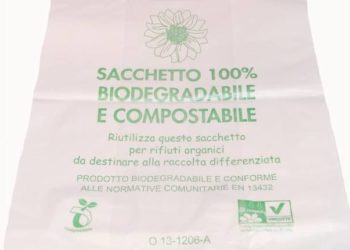 SACCHETTO 100%
BIODEGRADABILE
E COMPOSTABILE
Riutilizza questo sacchetto
per rifiuti organici
da destinare alla raccolta differenziata
PRODOTTO BIODEGRADABILE E CONFORME
ALLE NORMATIVE COMUNITARIE EN 13432
O 13-1206-A